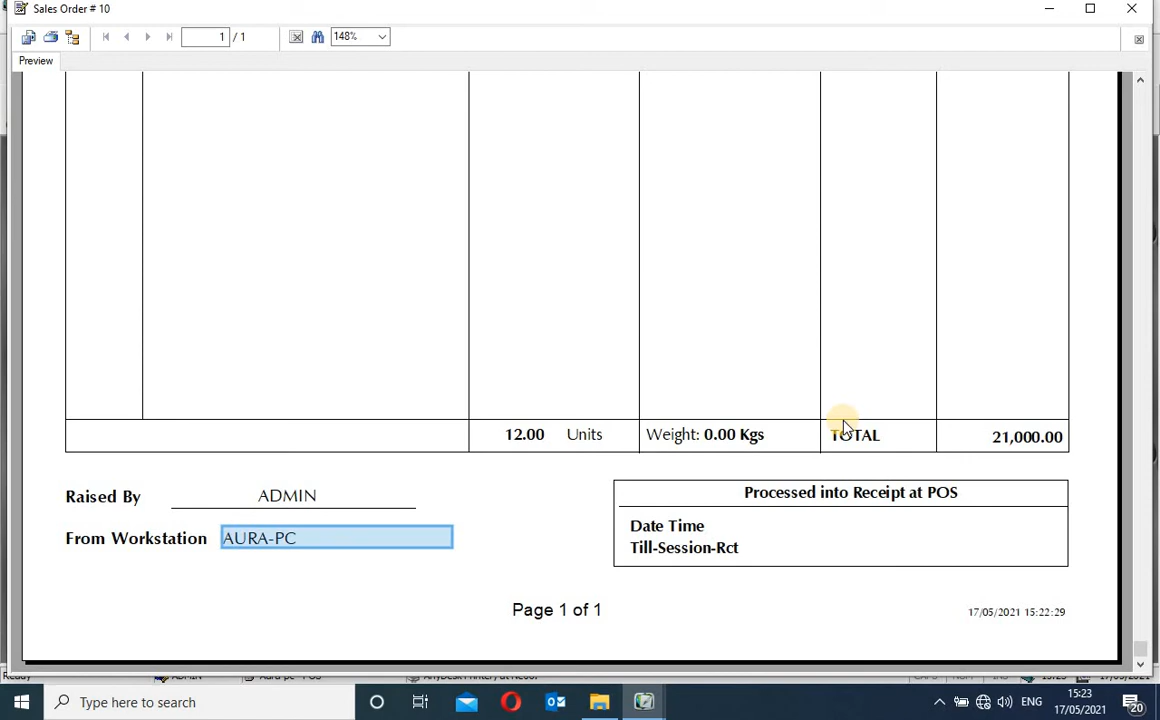 Sales Order # 10
1 / 1
148%
Preview
12.00 Units Weight: 0.00 Kgs TOTAL 21,000.00
Raised By ADMIN
From Workstation AURA-PC
Processed into Receipt at POS
Date Time
Till-Session-Rct
Page 1 of 1
17/05/2021 15:22:29
Type here to search
ENG
15:23
17/05/2021
20